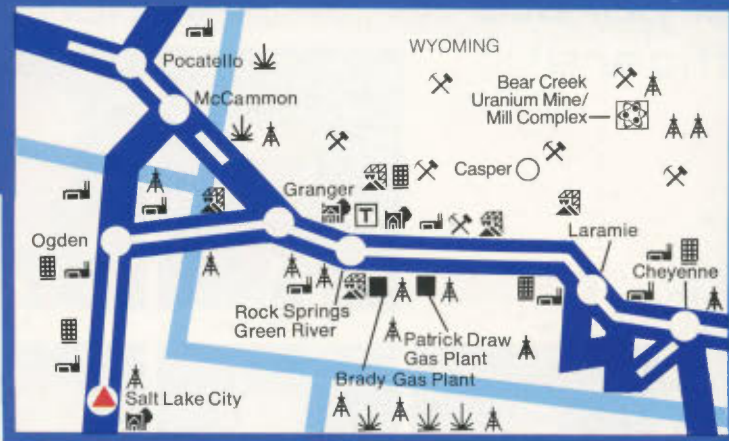 Pocatello
WYOMING
McCammon
Bear Creek
Uranium Mine/
Mill Complex
Casper
Granger
T
Ogden
Laramie
Cheyenne
Rock Springs
Green River
Patrick Draw
Gas Plant
Brady Gas Plant
Salt Lake City